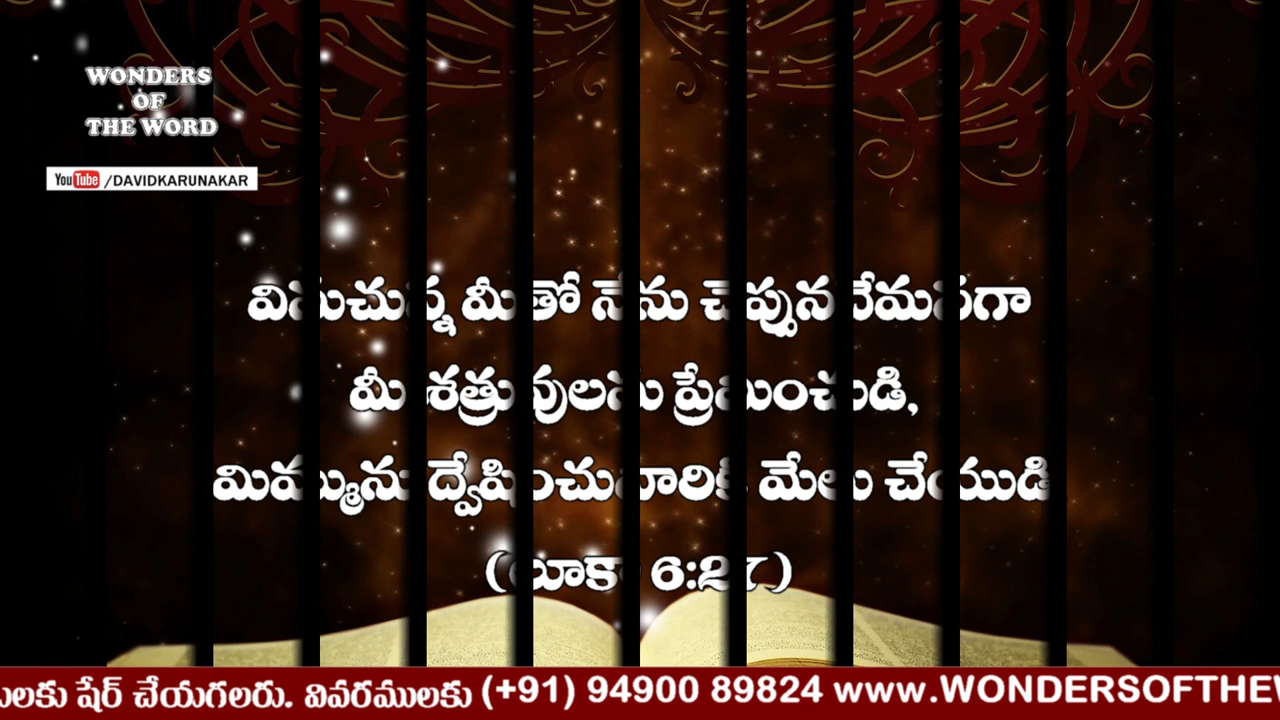 WONDERS
OF
THE WORD
YouTube /DAVIDKARUNAKAR
వినుచున్న మీతో నేను చెప్పునదేమనగా
మీ శత్రువులను ప్రేమించుడి,
మిమ్మును ద్వేషించువారికి మేలు చేయుడి
(లూకా 6:27)
షేర్ చేయగలరు. వివరములకు (+91) 94900 89824 www.WONDERSOFTHEW